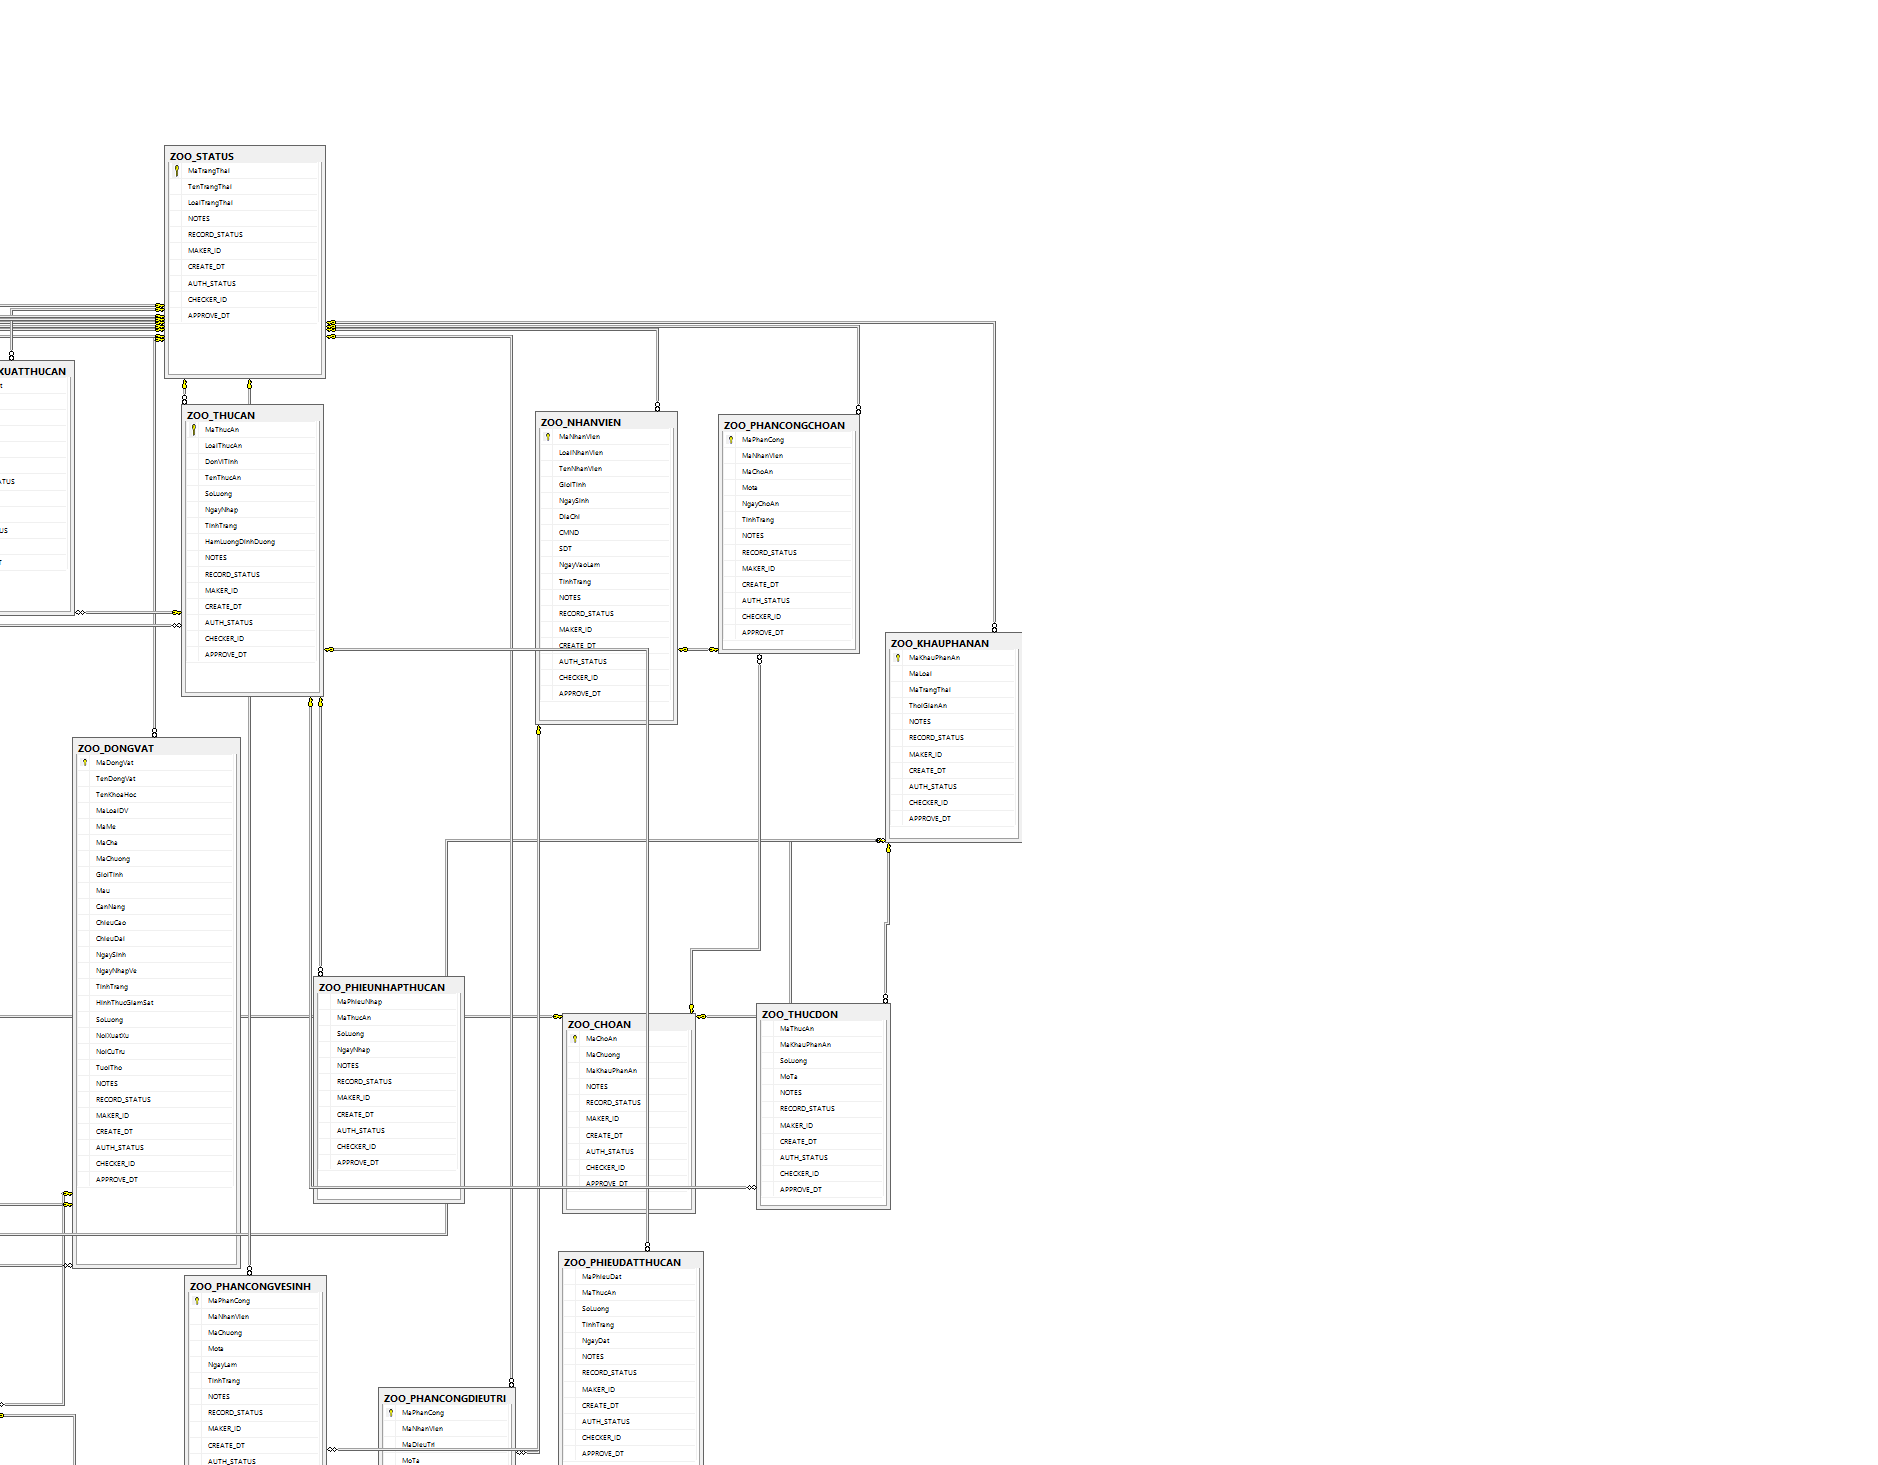 ZOO_STATUS
MaTrangThai
TenTrangThai
LoaiTrangThai
NOTES
RECORD_STATUS
MAKER_ID
CREATE_DT
AUTH_STATUS
CHECKER_ID
APPROVE_DT
XUATTHUCAN
t
ATUS
US
T
ZOO_THUCAN
MaThucAn
LoaiThucAn
DonViTinh
TenThucAn
SoLuong
NgayNhap
TinhTrang
HamLuongDinhDuong
NOTES
RECORD_STATUS
MAKER_ID
CREATE_DT
AUTH_STATUS
CHECKER_ID
APPROVE_DT
ZOO_NHANVIEN
MaNhanVien
LoaiNhanVien
TenNhanVien
GioiTinh
NgaySinh
DiaChi
CMND
SDT
NgayVaoLam
TinhTrang
NOTES
RECORD_STATUS
MAKER_ID
CREATE_DT
AUTH_STATUS
CHECKER_ID
APPROVE_DT
ZOO_PHANCONGCHOAN
MaPhanCong
MaNhanVien
MaChoAn
Mota
NgayChoAn
TinhTrang
NOTES
RECORD_STATUS
MAKER_ID
CREATE_DT
AUTH_STATUS
CHECKER_ID
APPROVE_DT
ZOO_KHAUPHANAN
MaKhauPhanAn
MaLoai
MaTrangThai
ThoiGianAn
NOTES
RECORD_STATUS
MAKER_ID
CREATE_DT
AUTH_STATUS
CHECKER_ID
APPROVE_DT
ZOO_DONGVAT
MaDongVat
TenDongVat
TenKhoaHoc
MaLoaiDV
MaMe
MaCha
MaChuong
GioiTinh
Mau
CanNang
ChieuCao
ChieuDai
NgaySinh
NgayNhapVe
TinhTrang
HinhThucGiamSat
SoLuong
NoiXuatXu
NoiCuTru
TuoiTho
NOTES
RECORD_STATUS
MAKER_ID
CREATE_DT
AUTH_STATUS
CHECKER_ID
APPROVE_DT
ZOO_PHIEUNHAPTHUCAN
MaPhieuNhap
MaThucAn
SoLuong
NgayNhap
NOTES
RECORD_STATUS
MAKER_ID
CREATE_DT
AUTH_STATUS
CHECKER_ID
APPROVE_DT
ZOO_CHOAN
MaChoAn
MaChuong
MaKhauPhanAn
NOTES
RECORD_STATUS
MAKER_ID
CREATE_DT
AUTH_STATUS
CHECKER_ID
APPROVE_DT
ZOO_THUCDON
MaThucAn
MaKhauPhanAn
SoLuong
MoTa
NOTES
RECORD_STATUS
MAKER_ID
CREATE_DT
AUTH_STATUS
CHECKER_ID
APPROVE_DT
ZOO_PHANCONGVESINH
MaPhanCong
MaNhanVien
MaChuong
Mota
NgayLam
TinhTrang
NOTES
RECORD_STATUS
MAKER_ID
CREATE_DT
AUTH_STATUS
ZOO_PHANCONGDIEUTRI
MaPhanCong
MaNhanVien
MaDieuTri
MoTa
ZOO_PHIEUDATTHUCAN
MaPhieuDat
MaThucAn
SoLuong
TinhTrang
NgayDat
NOTES
RECORD_STATUS
MAKER_ID
CREATE_DT
AUTH_STATUS
CHECKER_ID
APPROVE_DT